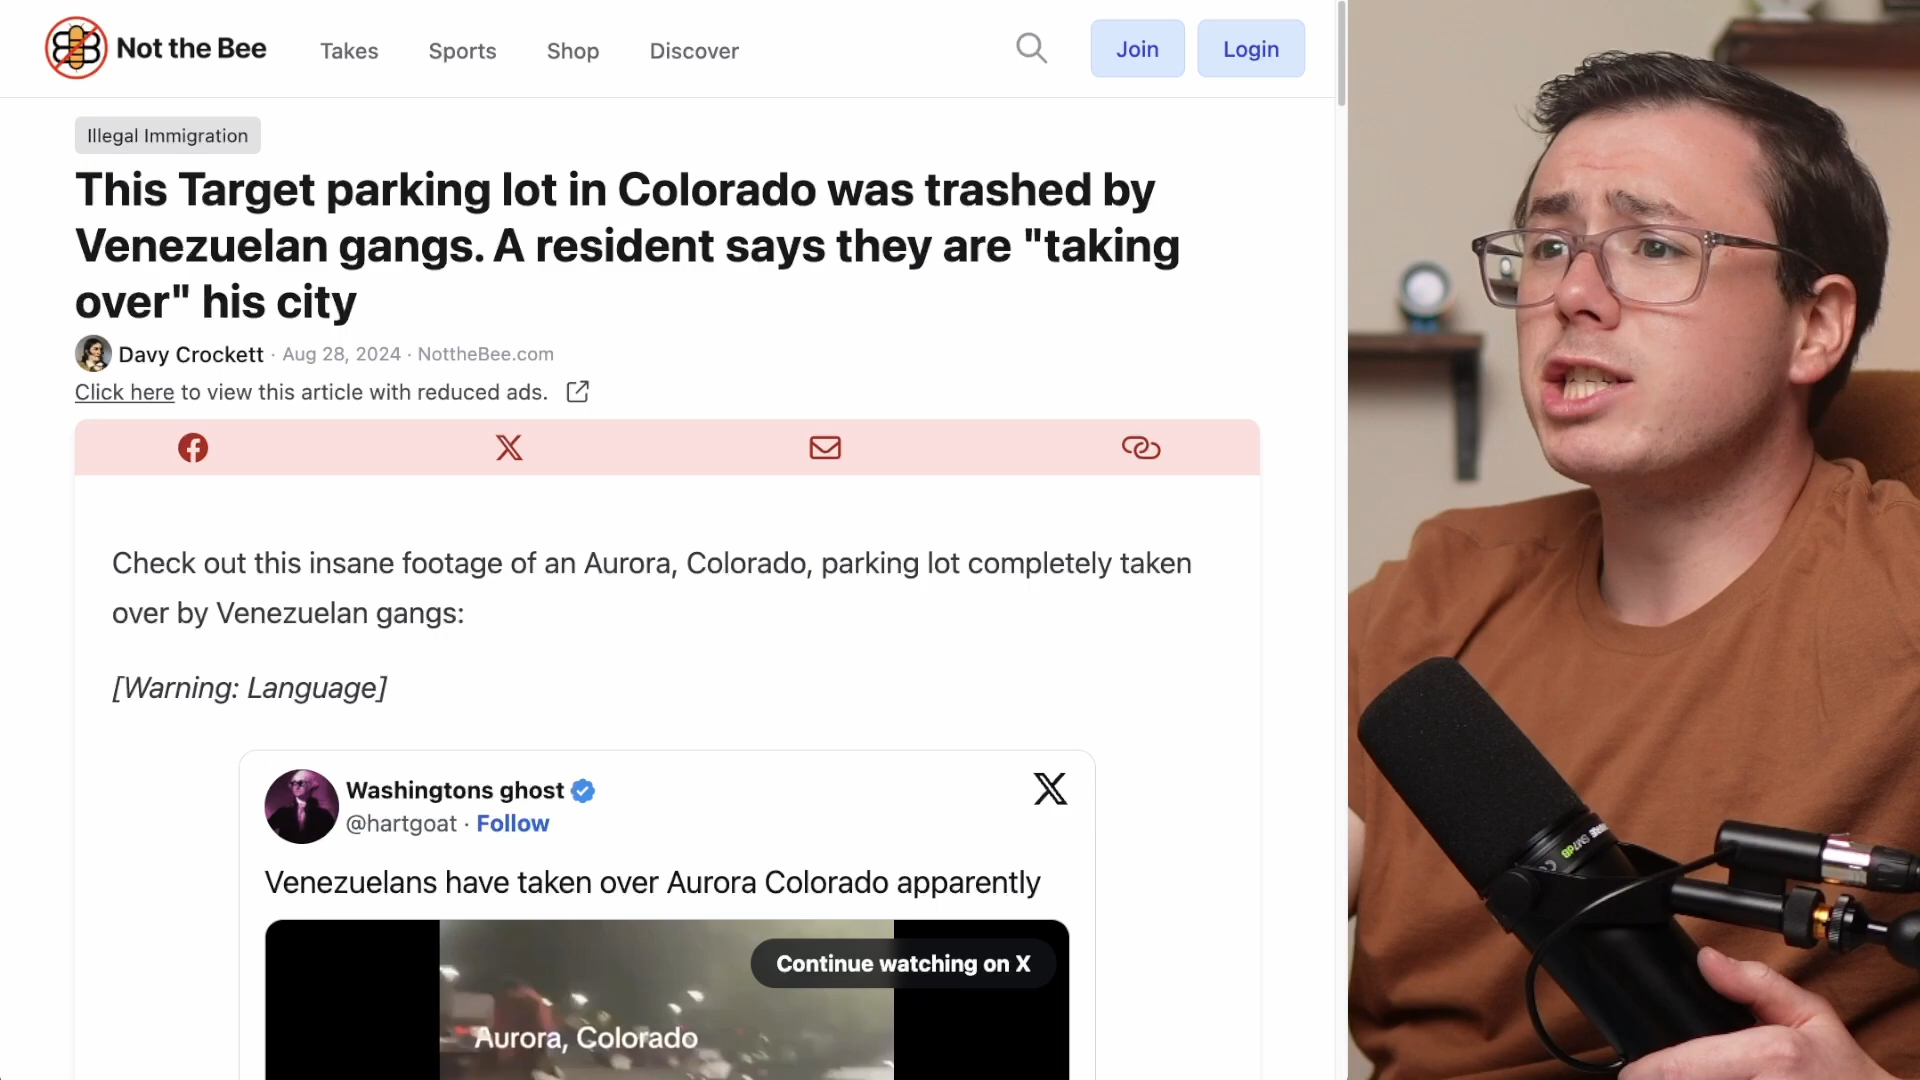 Not the Bee
Takes
Sports
Shop
Discover
Join
Login
Illegal Immigration
This Target parking lot in Colorado was trashed by
Venezuelan gangs. A resident says they are "taking
over" his city
Davy Crockett · Aug 28, 2024 · NottheBee.com
Click here to view this article with reduced ads.
Check out this insane footage of an Aurora, Colorado, parking lot completely taken
over by Venezuelan gangs:
[Warning: Language]
Washingtons ghost
@hartgoat · Follow
Venezuelans have taken over Aurora Colorado apparently
Continue watching on X
Aurora, Colorado
SM7dB